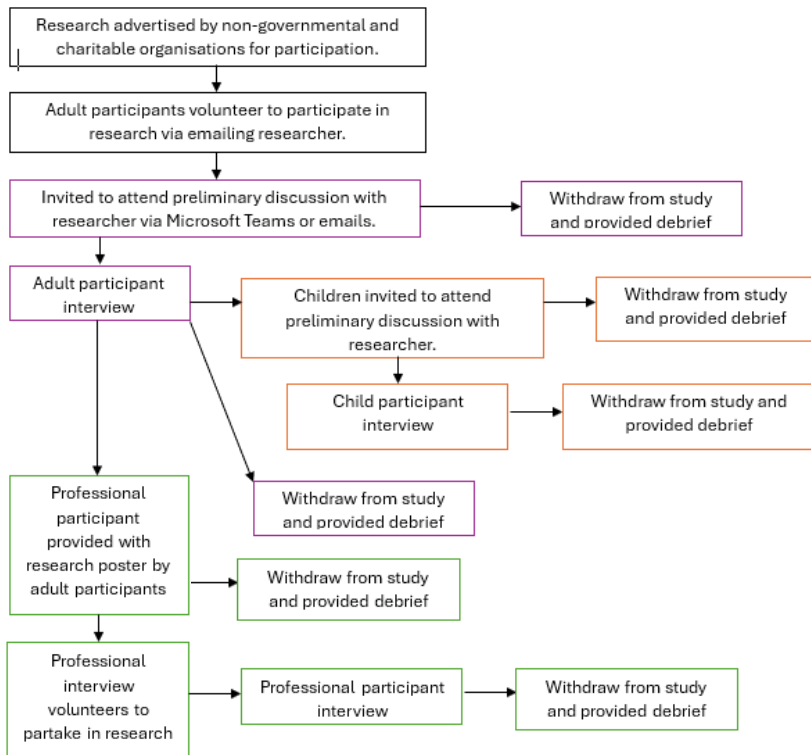 Research advertised by non-governmental and
charitable organisations for participation.
Adult participants volunteer to participate in
research via emailing researcher.
Invited to attend preliminary discussion with
researcher via Microsoft Teams or emails.
Withdraw from study
and provided debrief
Adult participant
interview
Children invited to attend
preliminary discussion with
researcher.
Withdraw from study
and provided debrief
Child participant
interview
Withdraw from study and
provided debrief
Professional
participant
provided with
research poster by
adult participants
Withdraw from study
and provided debrief
Withdraw from study
and provided debrief
Professional
interview
volunteers to
partake in research
Professional participant
interview
Withdraw from study
and provided debrief